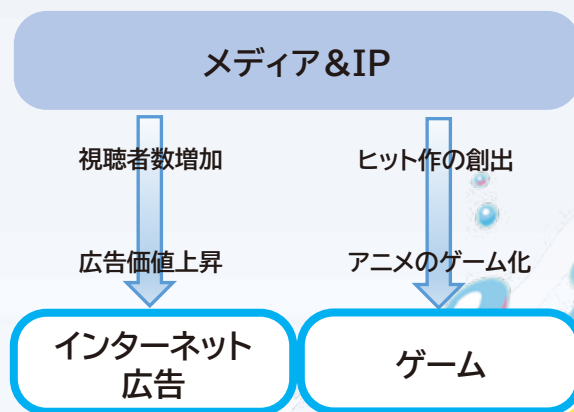 メディア&IP
視聴者数増加
ヒット作の創出
広告価値上昇
アニメのゲーム化
インターネット
広告
ゲーム